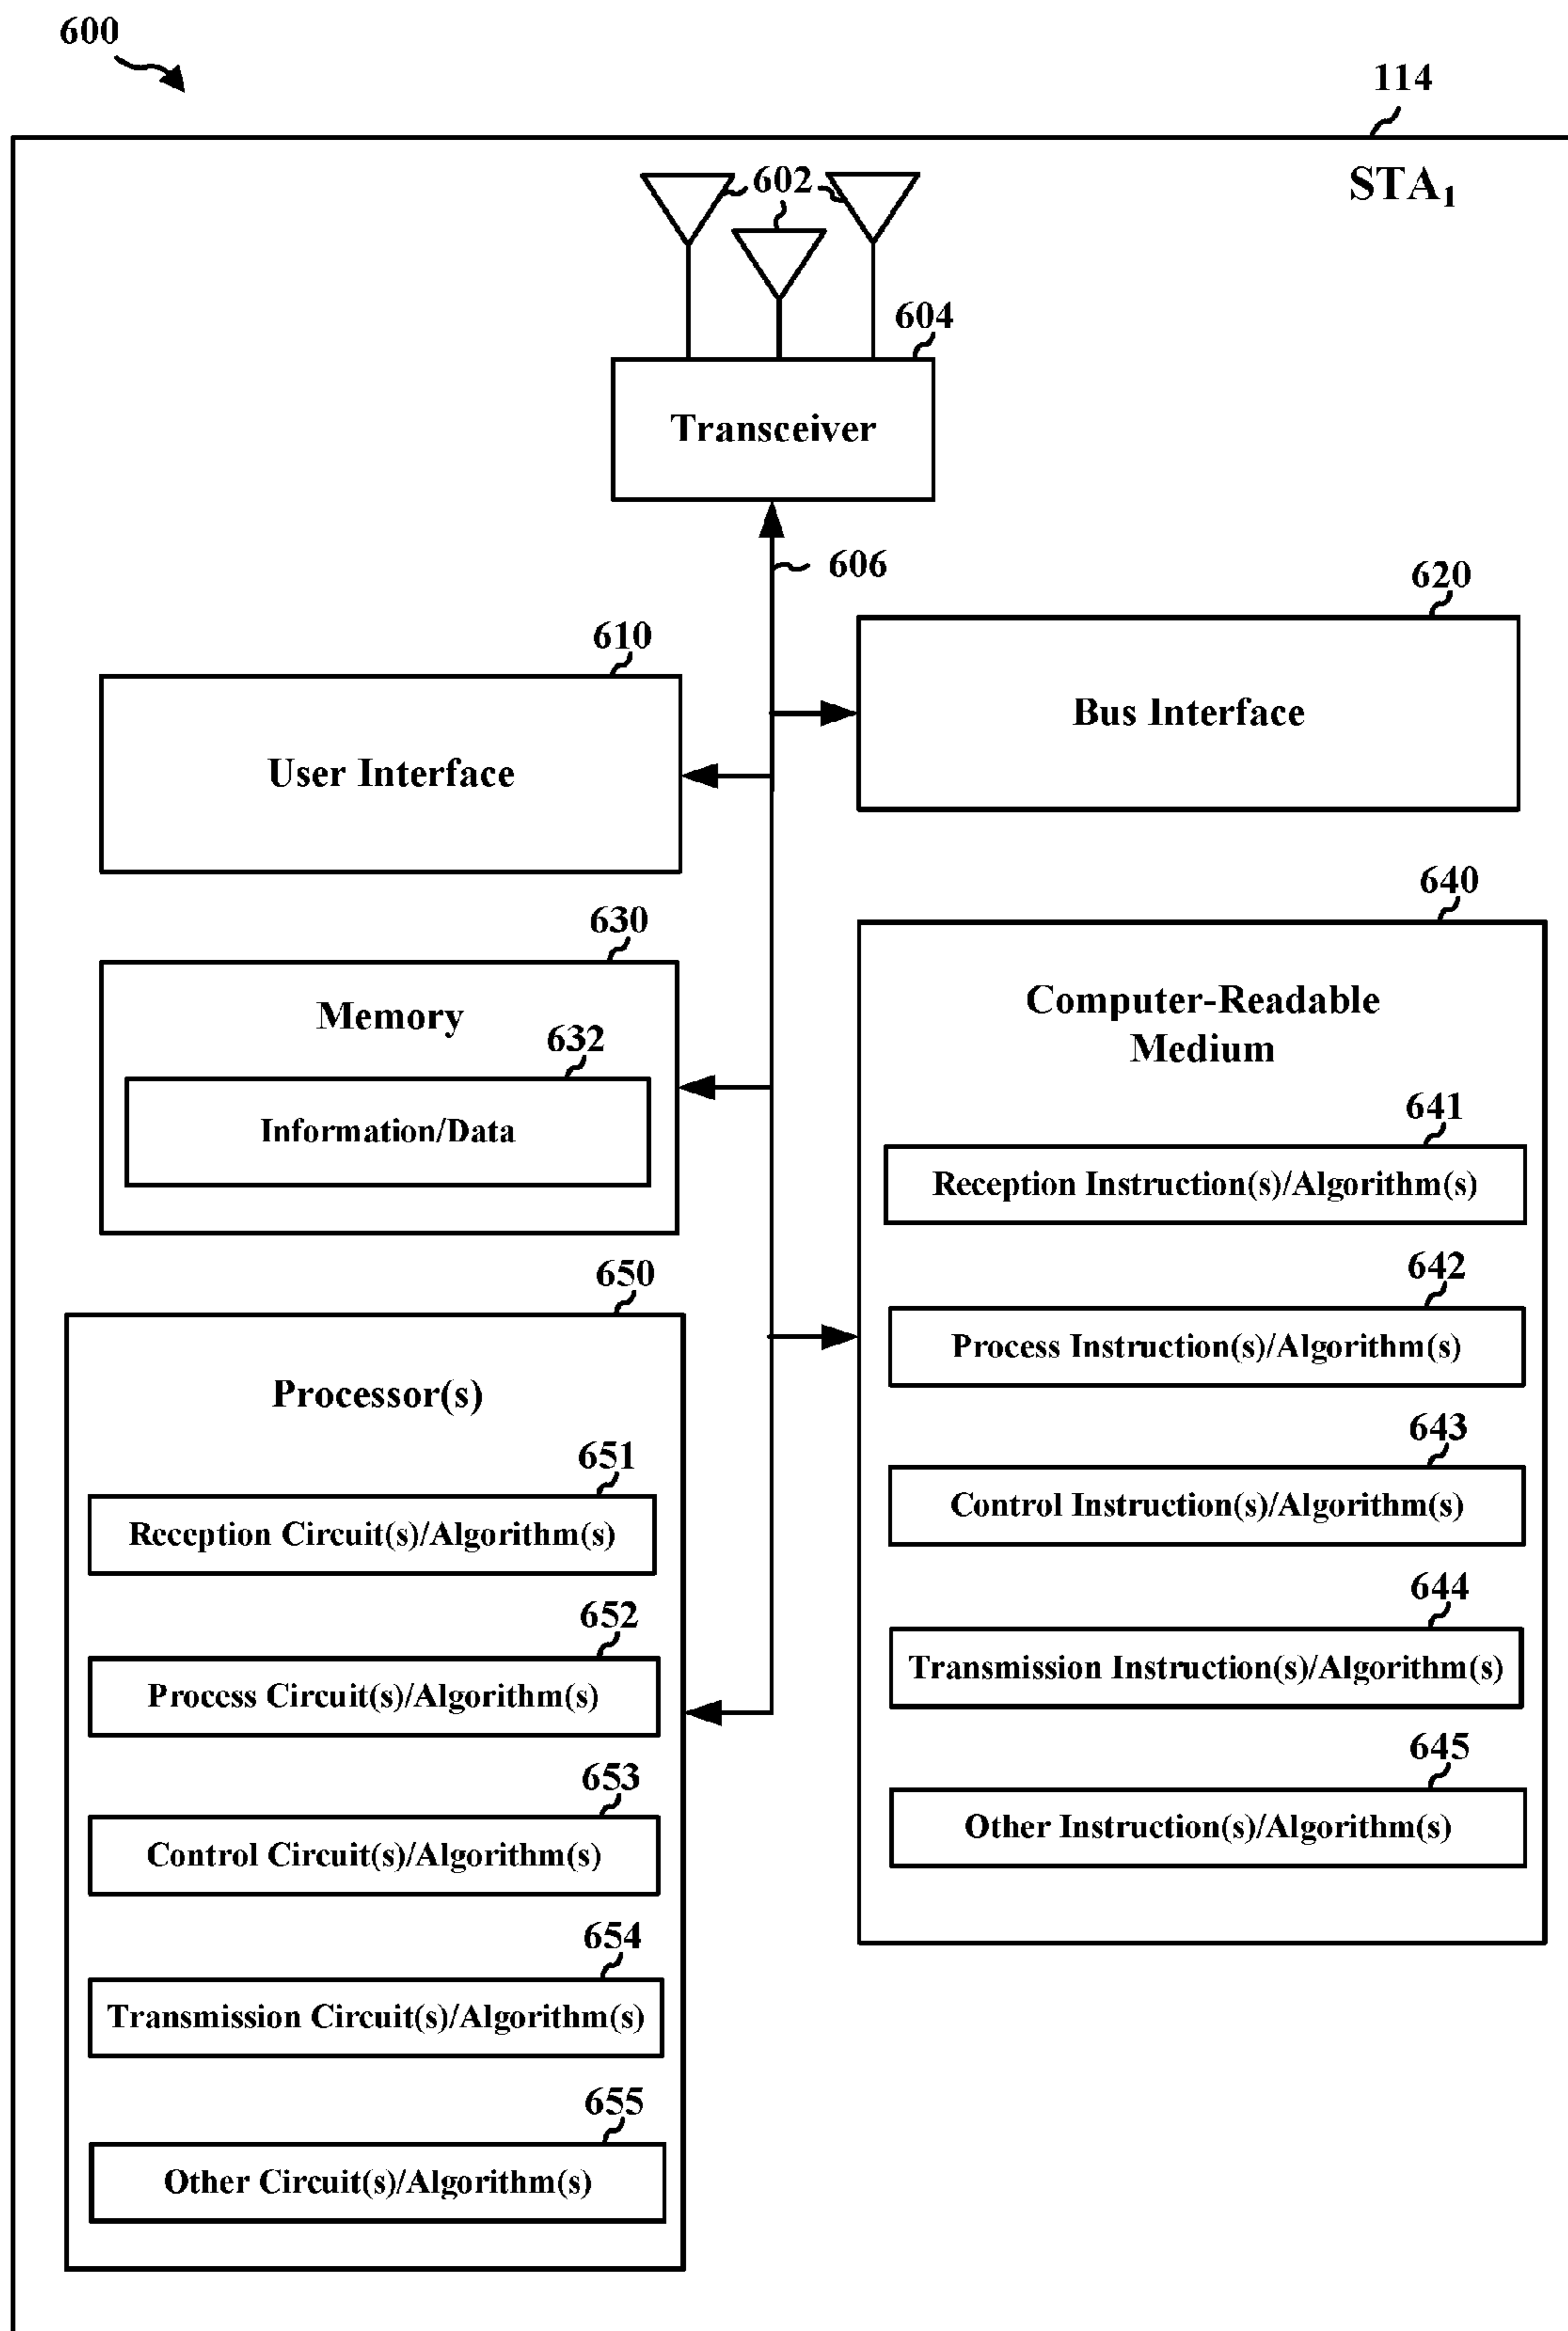 600
114
STA₁
602
604
Transceiver
606
620
Bus Interface
610
User Interface
630
Memory
632
Information/Data
640
Computer-Readable
Medium
641
Reception Instruction(s)/Algorithm(s)
642
Process Instruction(s)/Algorithm(s)
643
Control Instruction(s)/Algorithm(s)
644
Transmission Instruction(s)/Algorithm(s)
645
Other Instruction(s)/Algorithm(s)
650
Processor(s)
651
Reception Circuit(s)/Algorithm(s)
652
Process Circuit(s)/Algorithm(s)
653
Control Circuit(s)/Algorithm(s)
654
Transmission Circuit(s)/Algorithm(s)
655
Other Circuit(s)/Algorithm(s)